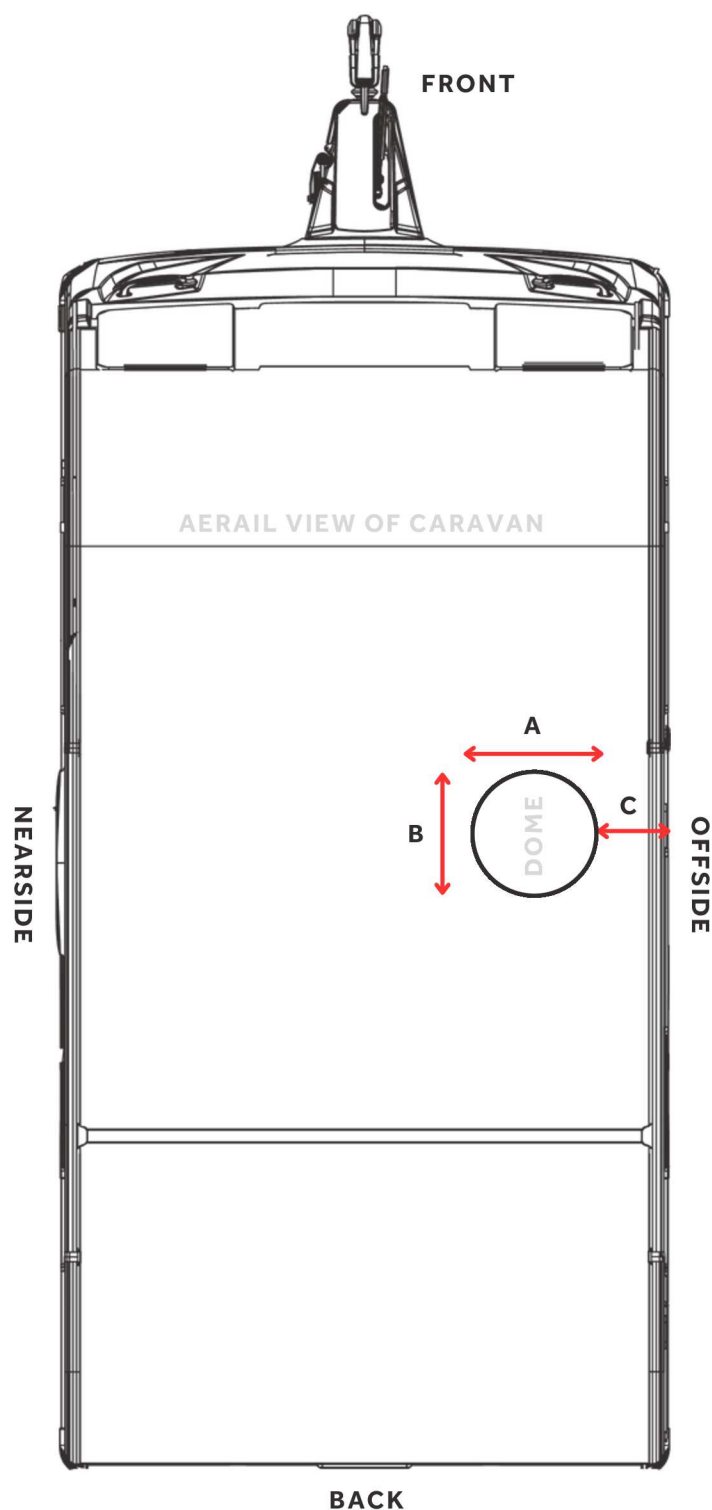 FRONT
AERAIL VIEW OF CARAVAN
A
B
DOME
C
NEARSIDE
OFFSIDE
BACK